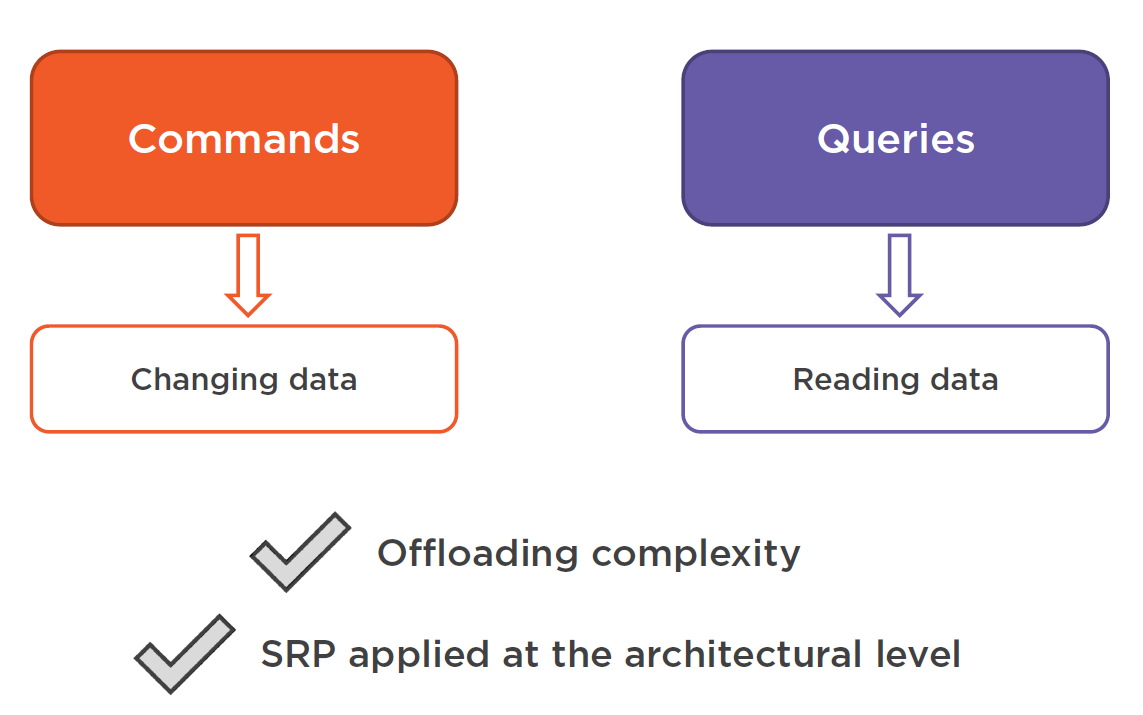 Commands
Queries
Changing data
Reading data
Offloading complexity
SRP applied at the architectural level